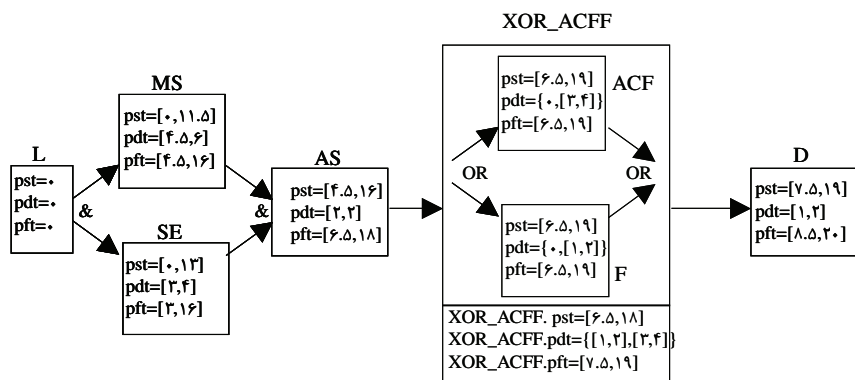 XOR_ACFF
MS
pst=[۰,۱۱.۵]
pdt=[۴.۵,۶]
pft=[۴.۵,۱۶]
L
pst=۰
pdt=۰
pft=۰
&
SE
pst=[۰,۱۳]
pdt=[۳,۴]
pft=[۳,۱۶]
&
AS
pst=[۴.۵,۱۶]
pdt=[۲,۲]
pft=[۶.۵,۱۸]
OR
ACF
pst=[۶.۵,۱۹]
pdt={۰,[۳,۴]}
pft=[۶.۵,۱۹]
F
pst=[۶.۵,۱۹]
pdt={۰,[۱,۲]}
pft=[۶.۵,۱۹]
OR
XOR_ACFF. pst=[۶.۵,۱۸]
XOR_ACFF.pdt={[۱,۲],[۳,۴]}
XOR_ACFF.pft=[۷.۵,۱۹]
D
pst=[۷.۵,۱۹]
pdt=[۱,۲]
pft=[۸.۵,۲۰]